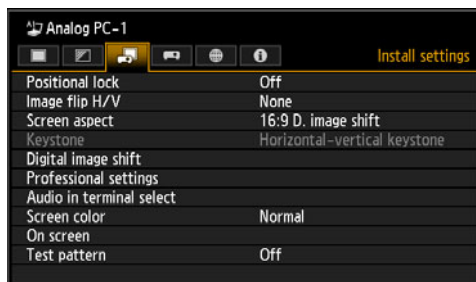 Analog PC-1
Install settings
Positional lock Off
Image flip H/V None
Screen aspect 16:9 D. image shift
Keystone Horizontal-vertical keystone
Digital image shift
Professional settings
Audio in terminal select
Screen color Normal
On screen
Test pattern Off